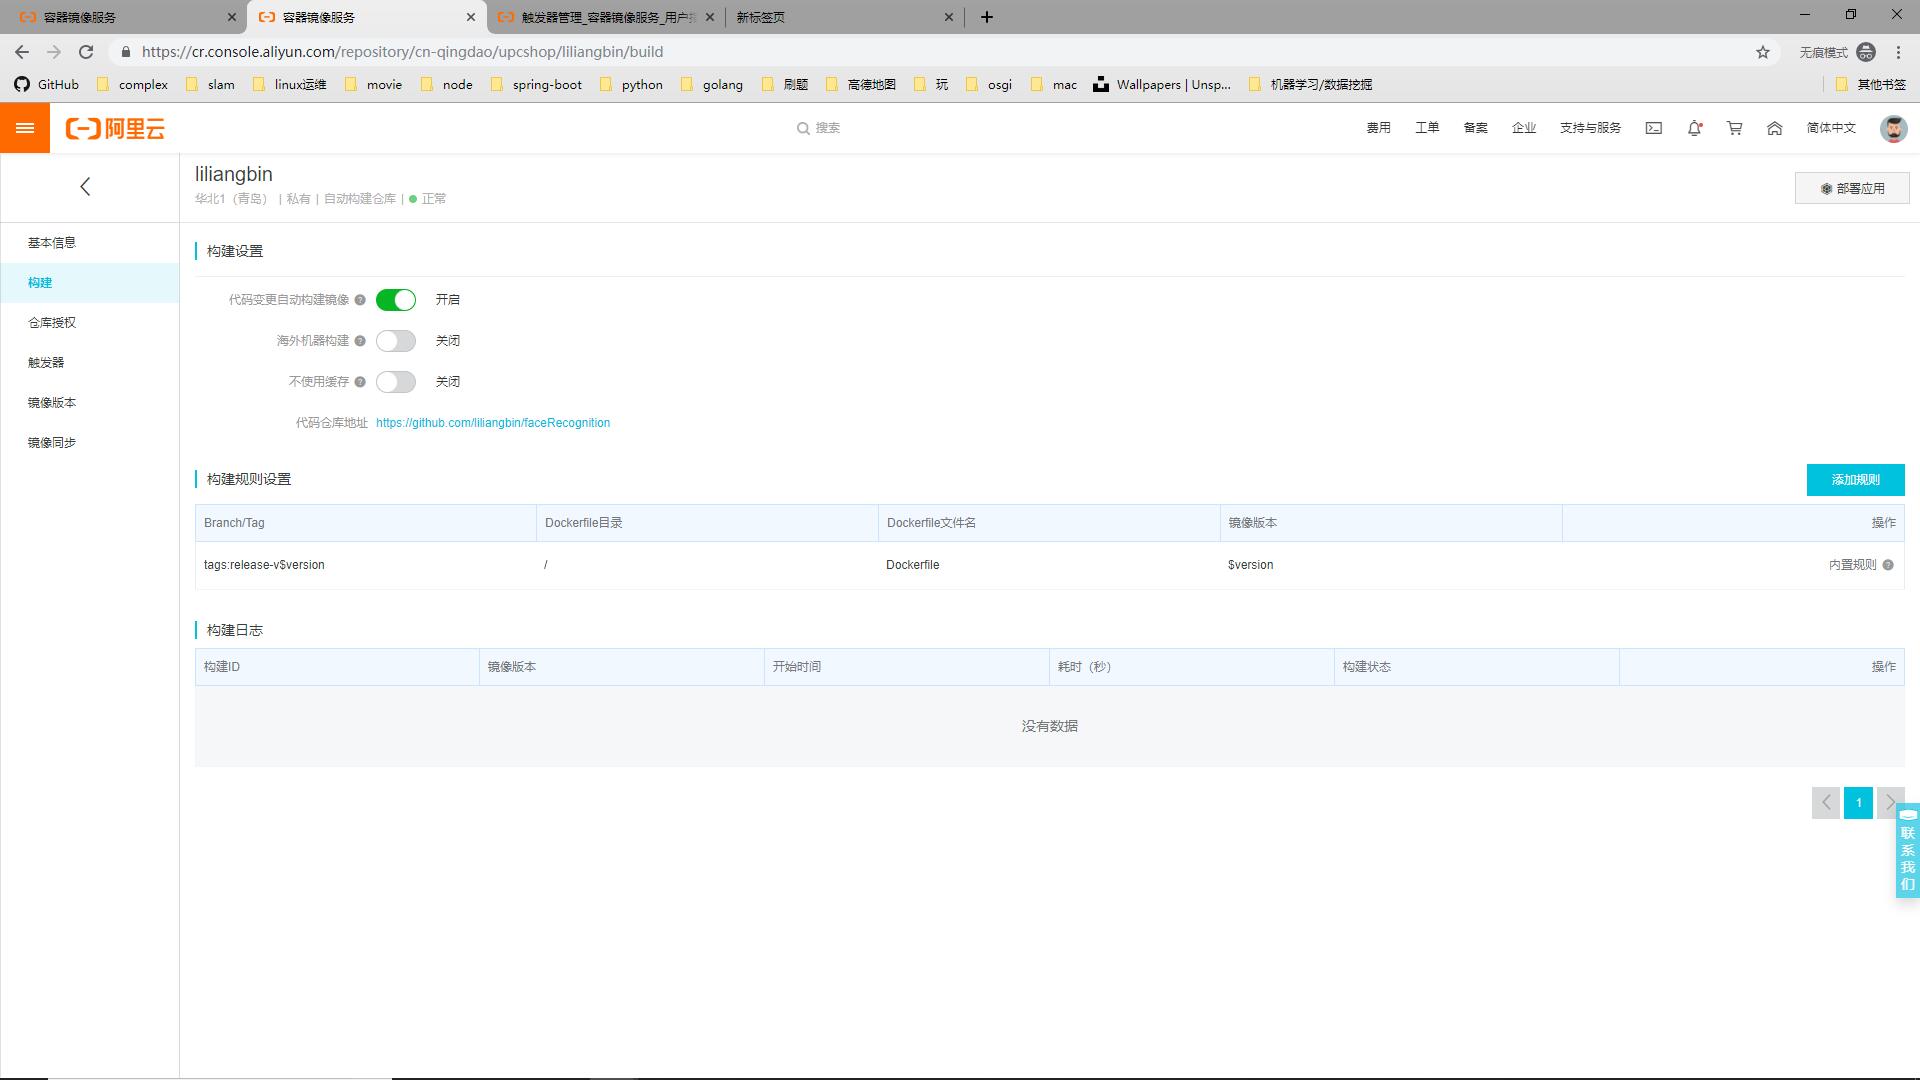 容器镜像服务
容器镜像服务
触发器管理_容器镜像服务_用户指
新标签页
https://cr.console.aliyun.com/repository/cn-qingdao/upcshop/liliangbin/build
无痕模式
GitHub complex slam linux运维 movie node spring-boot python golang 刷题 高德地图 玩 osgi mac Wallpapers | Unsp... 机器学习/数据挖掘 其他书签
阿里云
搜索
费用 工单 备案 企业 支持与服务 简体中文
liliangbin
华北1（青岛） | 私有 | 自动构建仓库 | 正常
部署应用
基本信息
构建
仓库授权
触发器
镜像版本
镜像同步
构建设置
代码变更自动构建镜像 ? 开启
海外机器构建 ? 关闭
不使用缓存 ? 关闭
代码仓库地址 https://github.com/liliangbin/faceRecognition
构建规则设置
添加规则
Branch/Tag Dockerfile目录 Dockerfile文件名 镜像版本 操作
tags:release-v$version / Dockerfile $version 内置规则 ?
构建日志
构建ID 镜像版本 开始时间 耗时（秒） 构建状态 操作
没有数据
1
联系我们